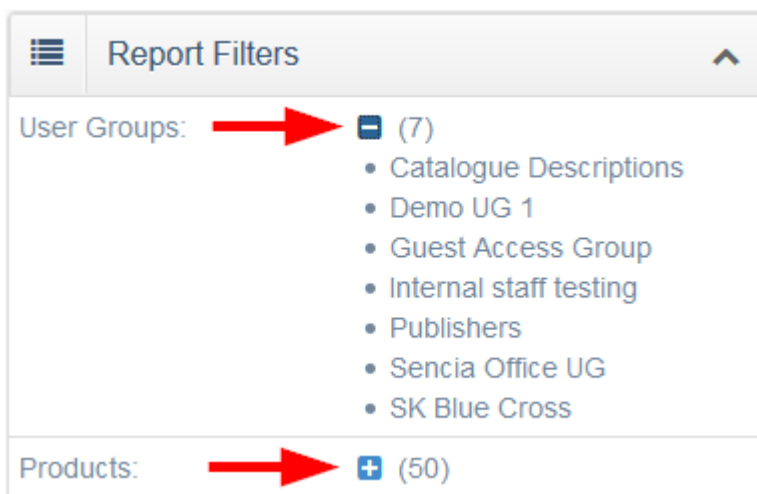 Report Filters
User Groups: (7)
• Catalogue Descriptions
• Demo UG 1
• Guest Access Group
• Internal staff testing
• Publishers
• Sencia Office UG
• SK Blue Cross
Products: (50)